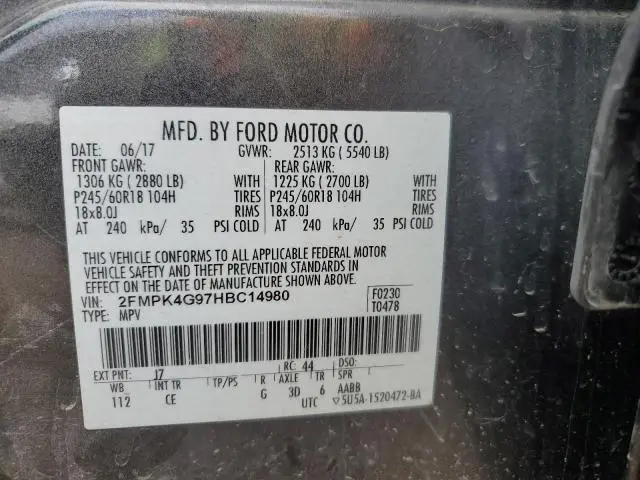 MFD. BY FORD MOTOR CO.
DATE: 06/17 GVWR: 2513 KG ( 5540 LB)
FRONT GAWR: REAR GAWR:
1306 KG ( 2880 LB) WITH 1225 KG ( 2700 LB) WITH
P245/60R18 104H TIRES P245/60R18 104H TIRES
18x8.0J RIMS 18x8.0J RIMS
AT 240 kPa/ 35 PSI COLD AT 240 kPa/ 35 PSI COLD
THIS VEHICLE CONFORMS TO ALL APPLICABLE FEDERAL MOTOR
VEHICLE SAFETY AND THEFT PREVENTION STANDARDS IN
EFFECT ON THE DATE OF MANUFACTURE SHOWN ABOVE.
VIN: 2FMPK4G97HBC14980 F0230
TYPE: MPV T0478
EXT PNT: J7 RC: 44 DSO:
WB INT TR TP/PS R AXLE TR SPR
112 CE G 3D 6 AABB
UTC ▽5U5A-1520472-BA